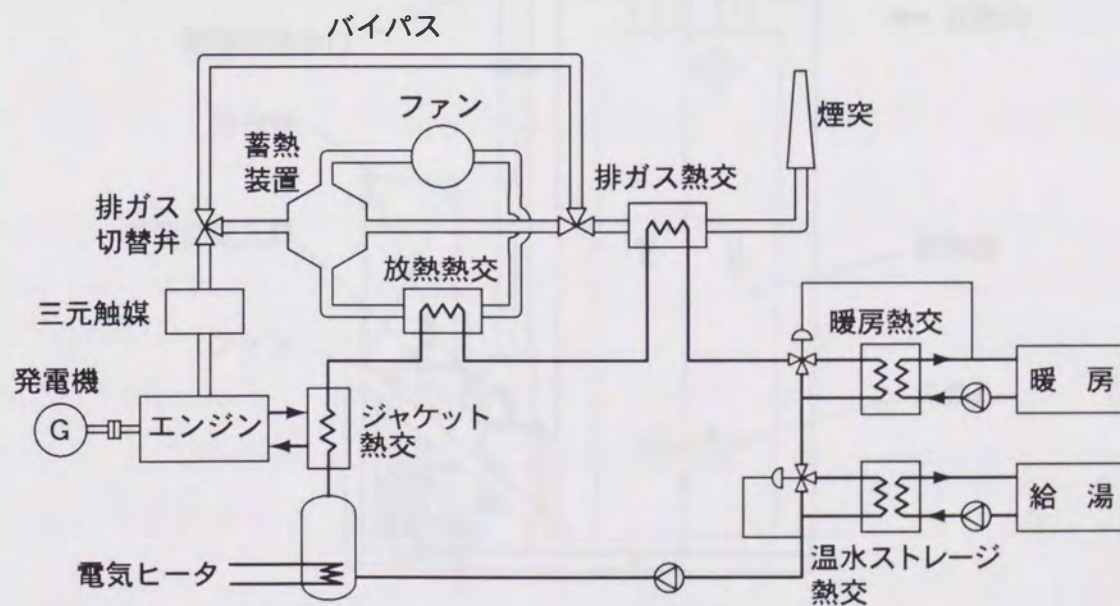 バイパス
ファン
蓄熱
装置
煙突
排ガス熱交
排ガス
切替弁
放熱熱交
三元触媒
暖房熱交
発電機
暖 房
G
エンジン
ジャケット
熱交
給 湯
電気ヒータ
温水ストレージ
熱交